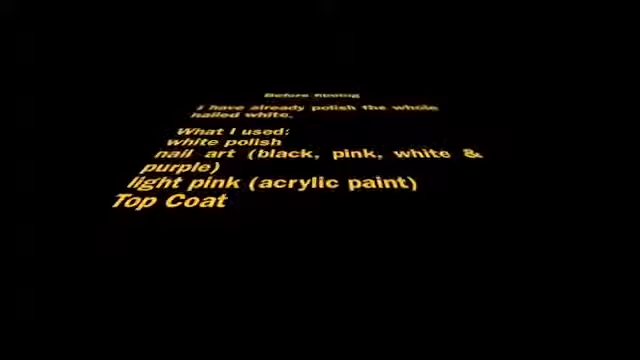 Before
I have already polish the whole
nailed white.
What I used:
white polish
nail art (black, pink, white &
purple)
light pink (acrylic paint)
Top Coat